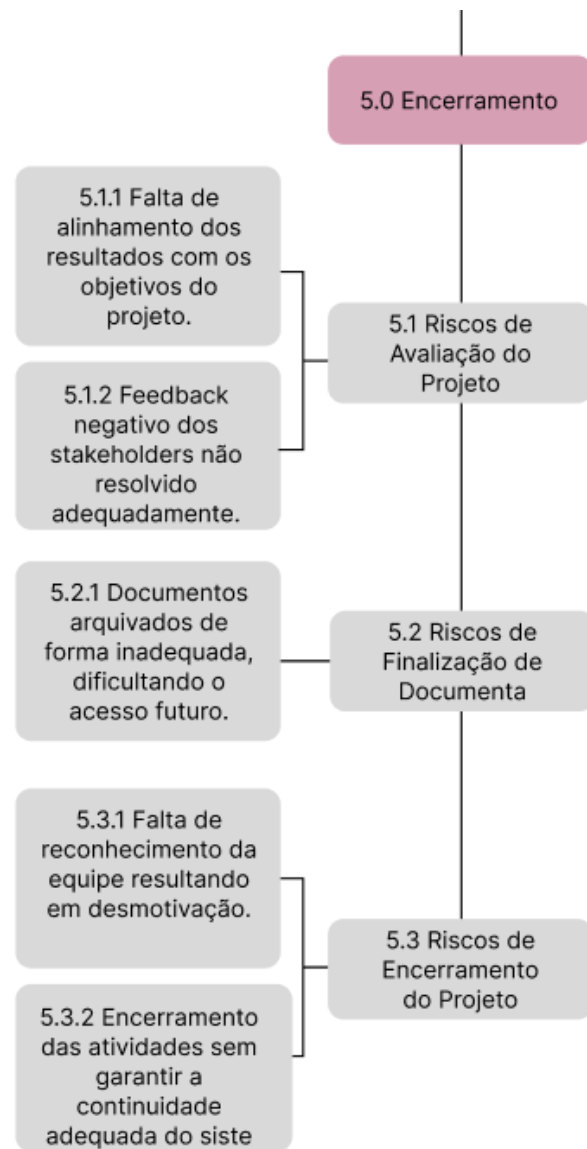 5.0 Encerramento
5.1.1 Falta de
alinhamento dos
resultados com os
objetivos do
projeto.
5.1 Riscos de
Avaliação do
Projeto
5.1.2 Feedback
negativo dos
stakeholders não
resolvido
adequadamente.
5.2.1 Documentos
arquivados de
forma inadequada,
dificultando o
acesso futuro.
5.2 Riscos de
Finalização de
Documenta
5.3.1 Falta de
reconhecimento da
equipe resultando
em desmotivação.
5.3 Riscos de
Encerramento
do Projeto
5.3.2 Encerramento
das atividades sem
garantir a
continuidade
adequada do siste